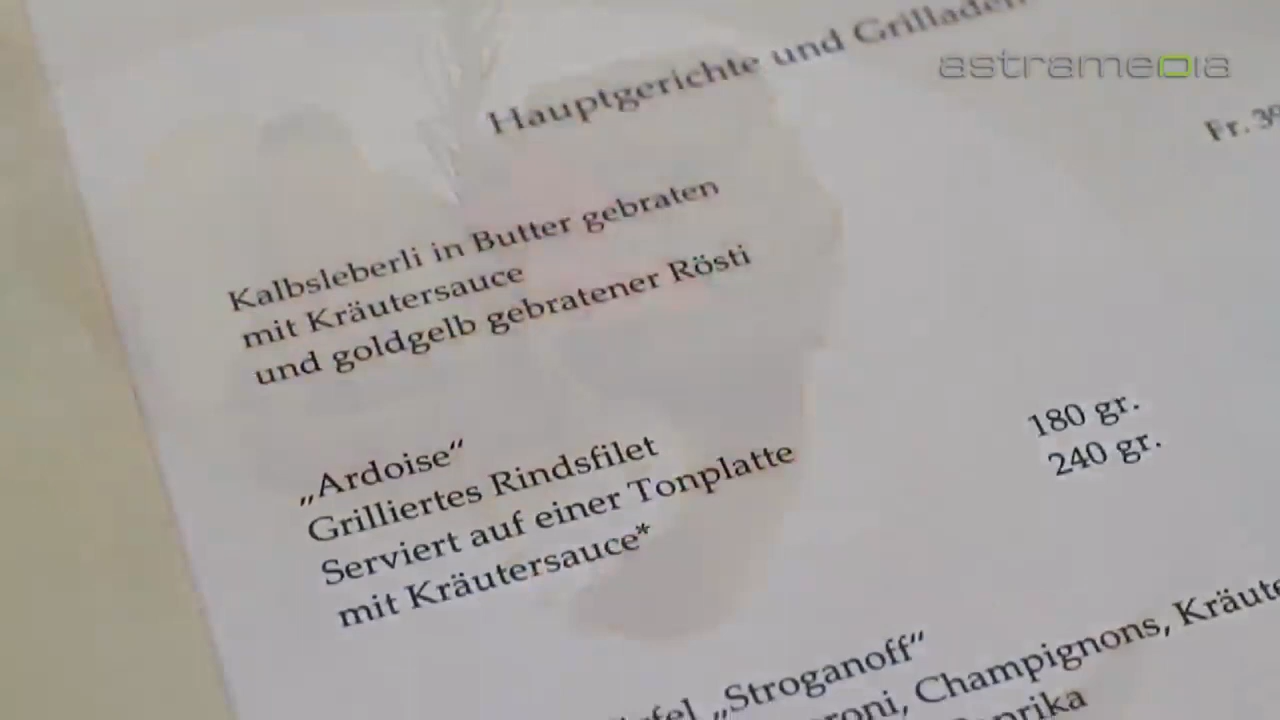 Hauptgerichte und Grilladen
astramedia
Fr. 39
Kalbsleberli in Butter gebraten
mit Kräutersauce
und goldgelb gebratener Rösti
„Ardoise“ 180 gr.
Grilliertes Rindsfilet 240 gr.
Serviert auf einer Tonplatte
mit Kräutersauce*
„Stroganoff“
Champignons, Kräute